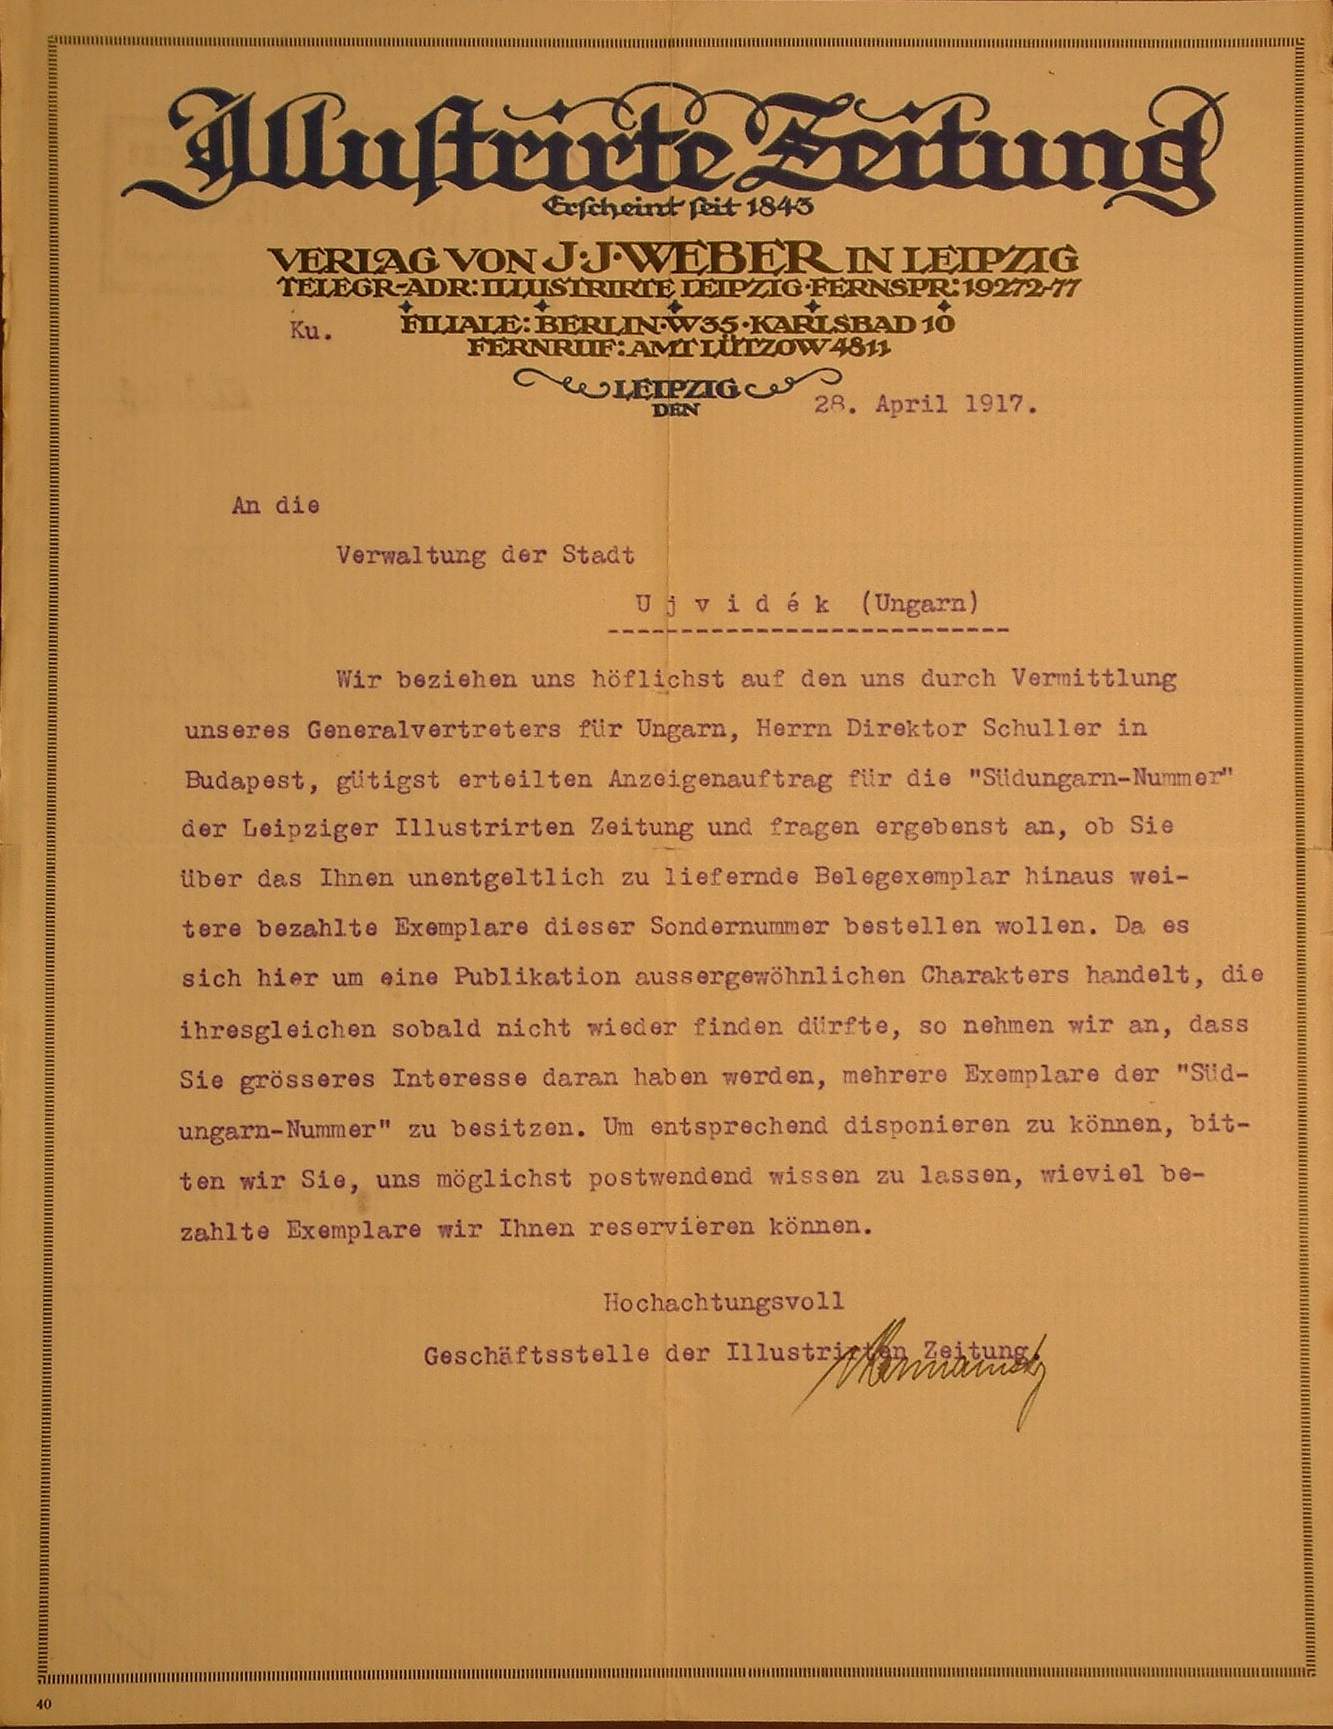 Illustrirte Zeitung
Erscheint seit 1843
VERLAG VON J·J·WEBER IN LEIPZIG
TELEGR-ADR: ILLUSTRIRTE LEIPZIG·FERNSPR: 19272-77
Ku.
FILIALE: BERLIN·W35·KARLSBAD 10
FERNRUF: AMT LÜTZOW 4811
LEIPZIG
DEN
28. April 1917.
An die
Verwaltung der Stadt
U j v i d é k (Ungarn)
Wir beziehen uns höflichst auf den uns durch Vermittlung
unseres Generalvertreters für Ungarn, Herrn Direktor Schuller in
Budapest, gütigst erteilten Anzeigenauftrag für die "Südungarn-Nummer"
der Leipziger Illustrirten Zeitung und fragen ergebenst an, ob Sie
über das Ihnen unentgeltlich zu liefernde Belegexemplar hinaus wei-
tere bezahlte Exemplare dieser Sondernummer bestellen wollen. Da es
sich hier um eine Publikation aussergewöhnlichen Charakters handelt, die
ihresgleichen sobald nicht wieder finden dürfte, so nehmen wir an, dass
Sie grösseres Interesse daran haben werden, mehrere Exemplare der "Süd-
ungarn-Nummer" zu besitzen. Um entsprechend disponieren zu können, bit-
ten wir Sie, uns möglichst postwendend wissen zu lassen, wieviel be-
zahlte Exemplare wir Ihnen reservieren können.
Hochachtungsvoll
Geschäftsstelle der Illustrirten Zeitung.
40